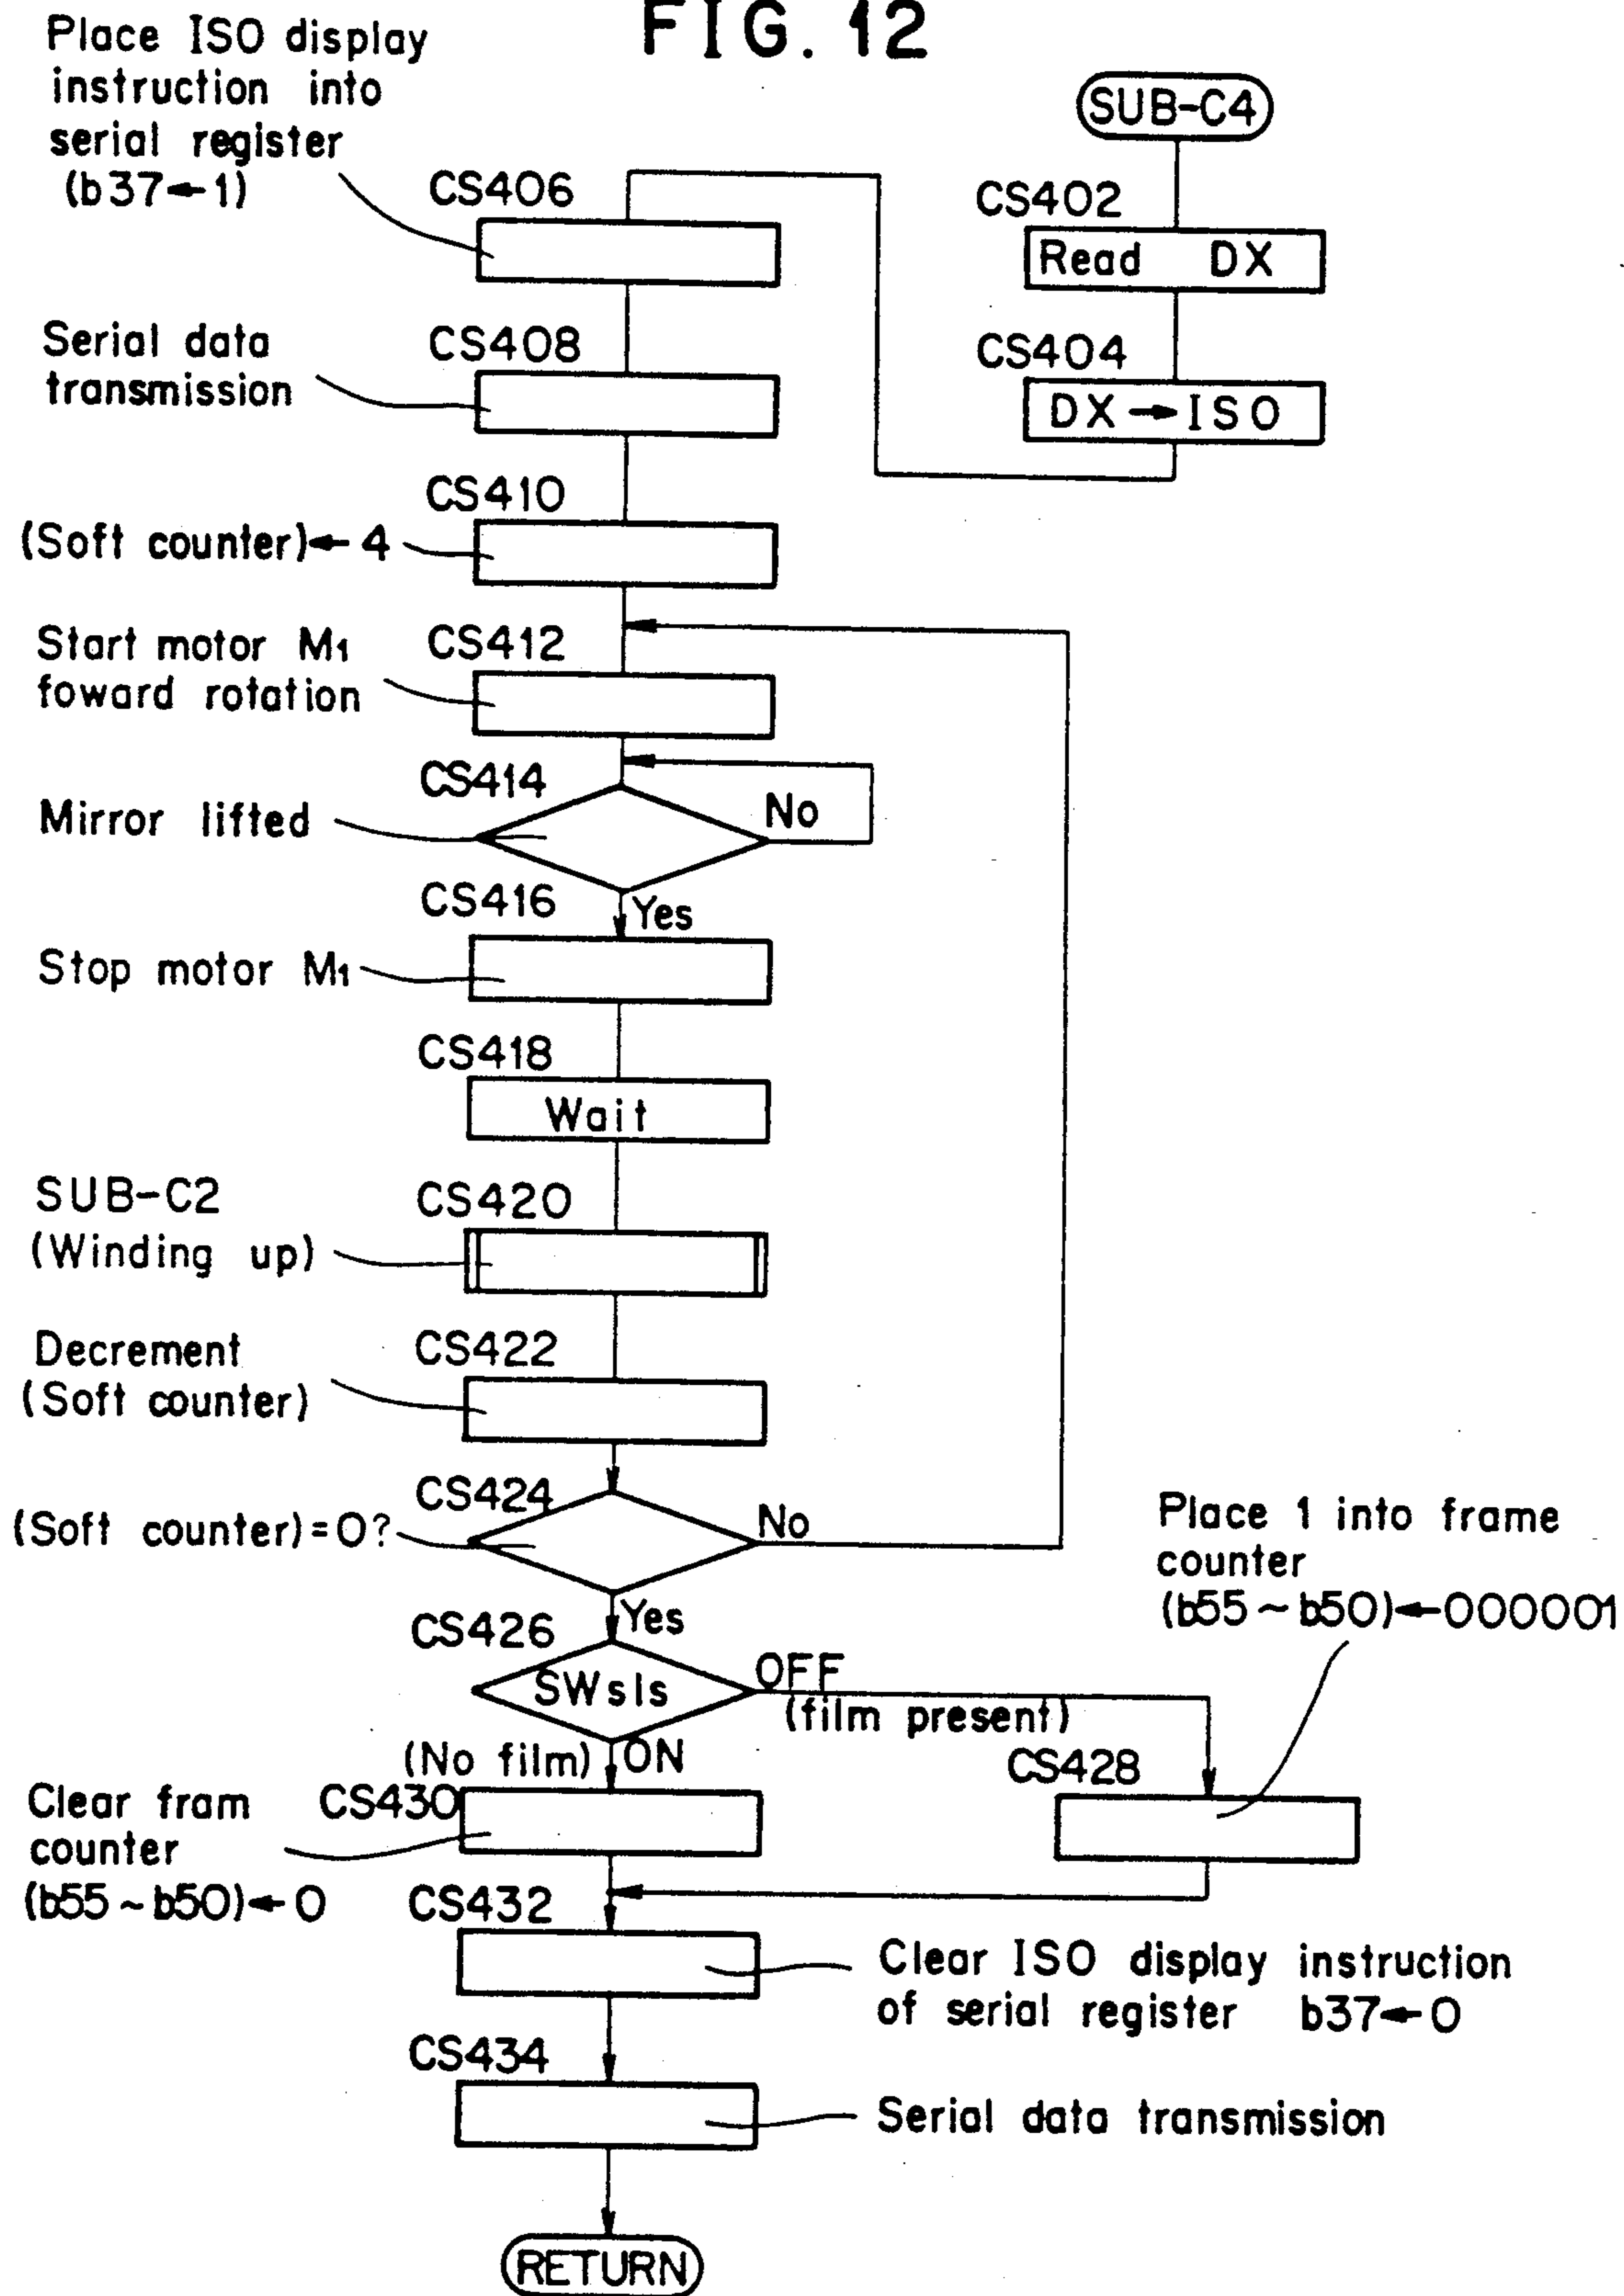 FIG. 12
Place ISO display
instruction into
serial register
(b37←1)
SUB-C4
CS402
Read DX
CS404
DX→ISO
CS406
CS408
Serial data
transmission
CS410
(Soft counter)←4
CS412
Start motor M1
foward rotation
CS414
Mirror lifted
No
CS416
Yes
Stop motor M1
CS418
Wait
SUB-C2
(Winding up)
CS420
Decrement
(Soft counter)
CS422
CS424
(Soft counter)=0?
No
Yes
Place 1 into frame
counter
(b55~b50)←000001
CS426
SWsls
OFF
(film present)
(No film) ON
CS428
Clear fram
counter
(b55~b50)←0
CS430
CS432
Clear ISO display instruction
of serial register b37←0
CS434
Serial data transmission
RETURN